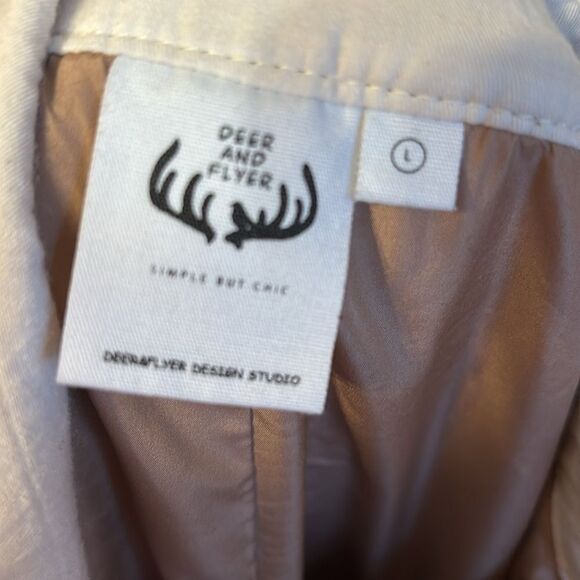 DEER
AND
FLYER
SIMPLE BUT CHIC
DEER&FLYER DESIGN STUDIO
L